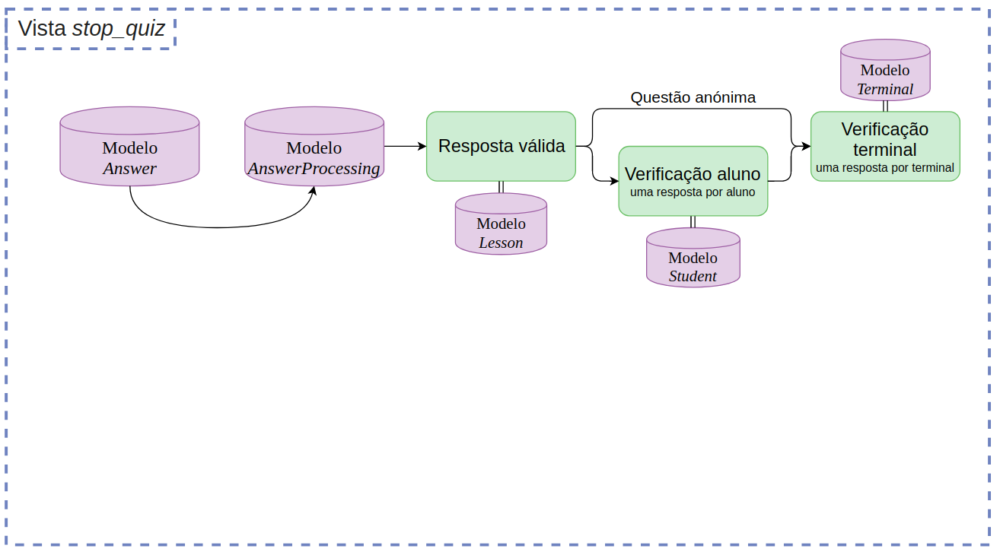 Vista stop_quiz
Modelo
Answer
Modelo
AnswerProcessing
Resposta válida
Modelo
Lesson
Questão anónima
Verificação aluno
uma resposta por aluno
Modelo
Student
Modelo
Terminal
Verificação
terminal
uma resposta por terminal